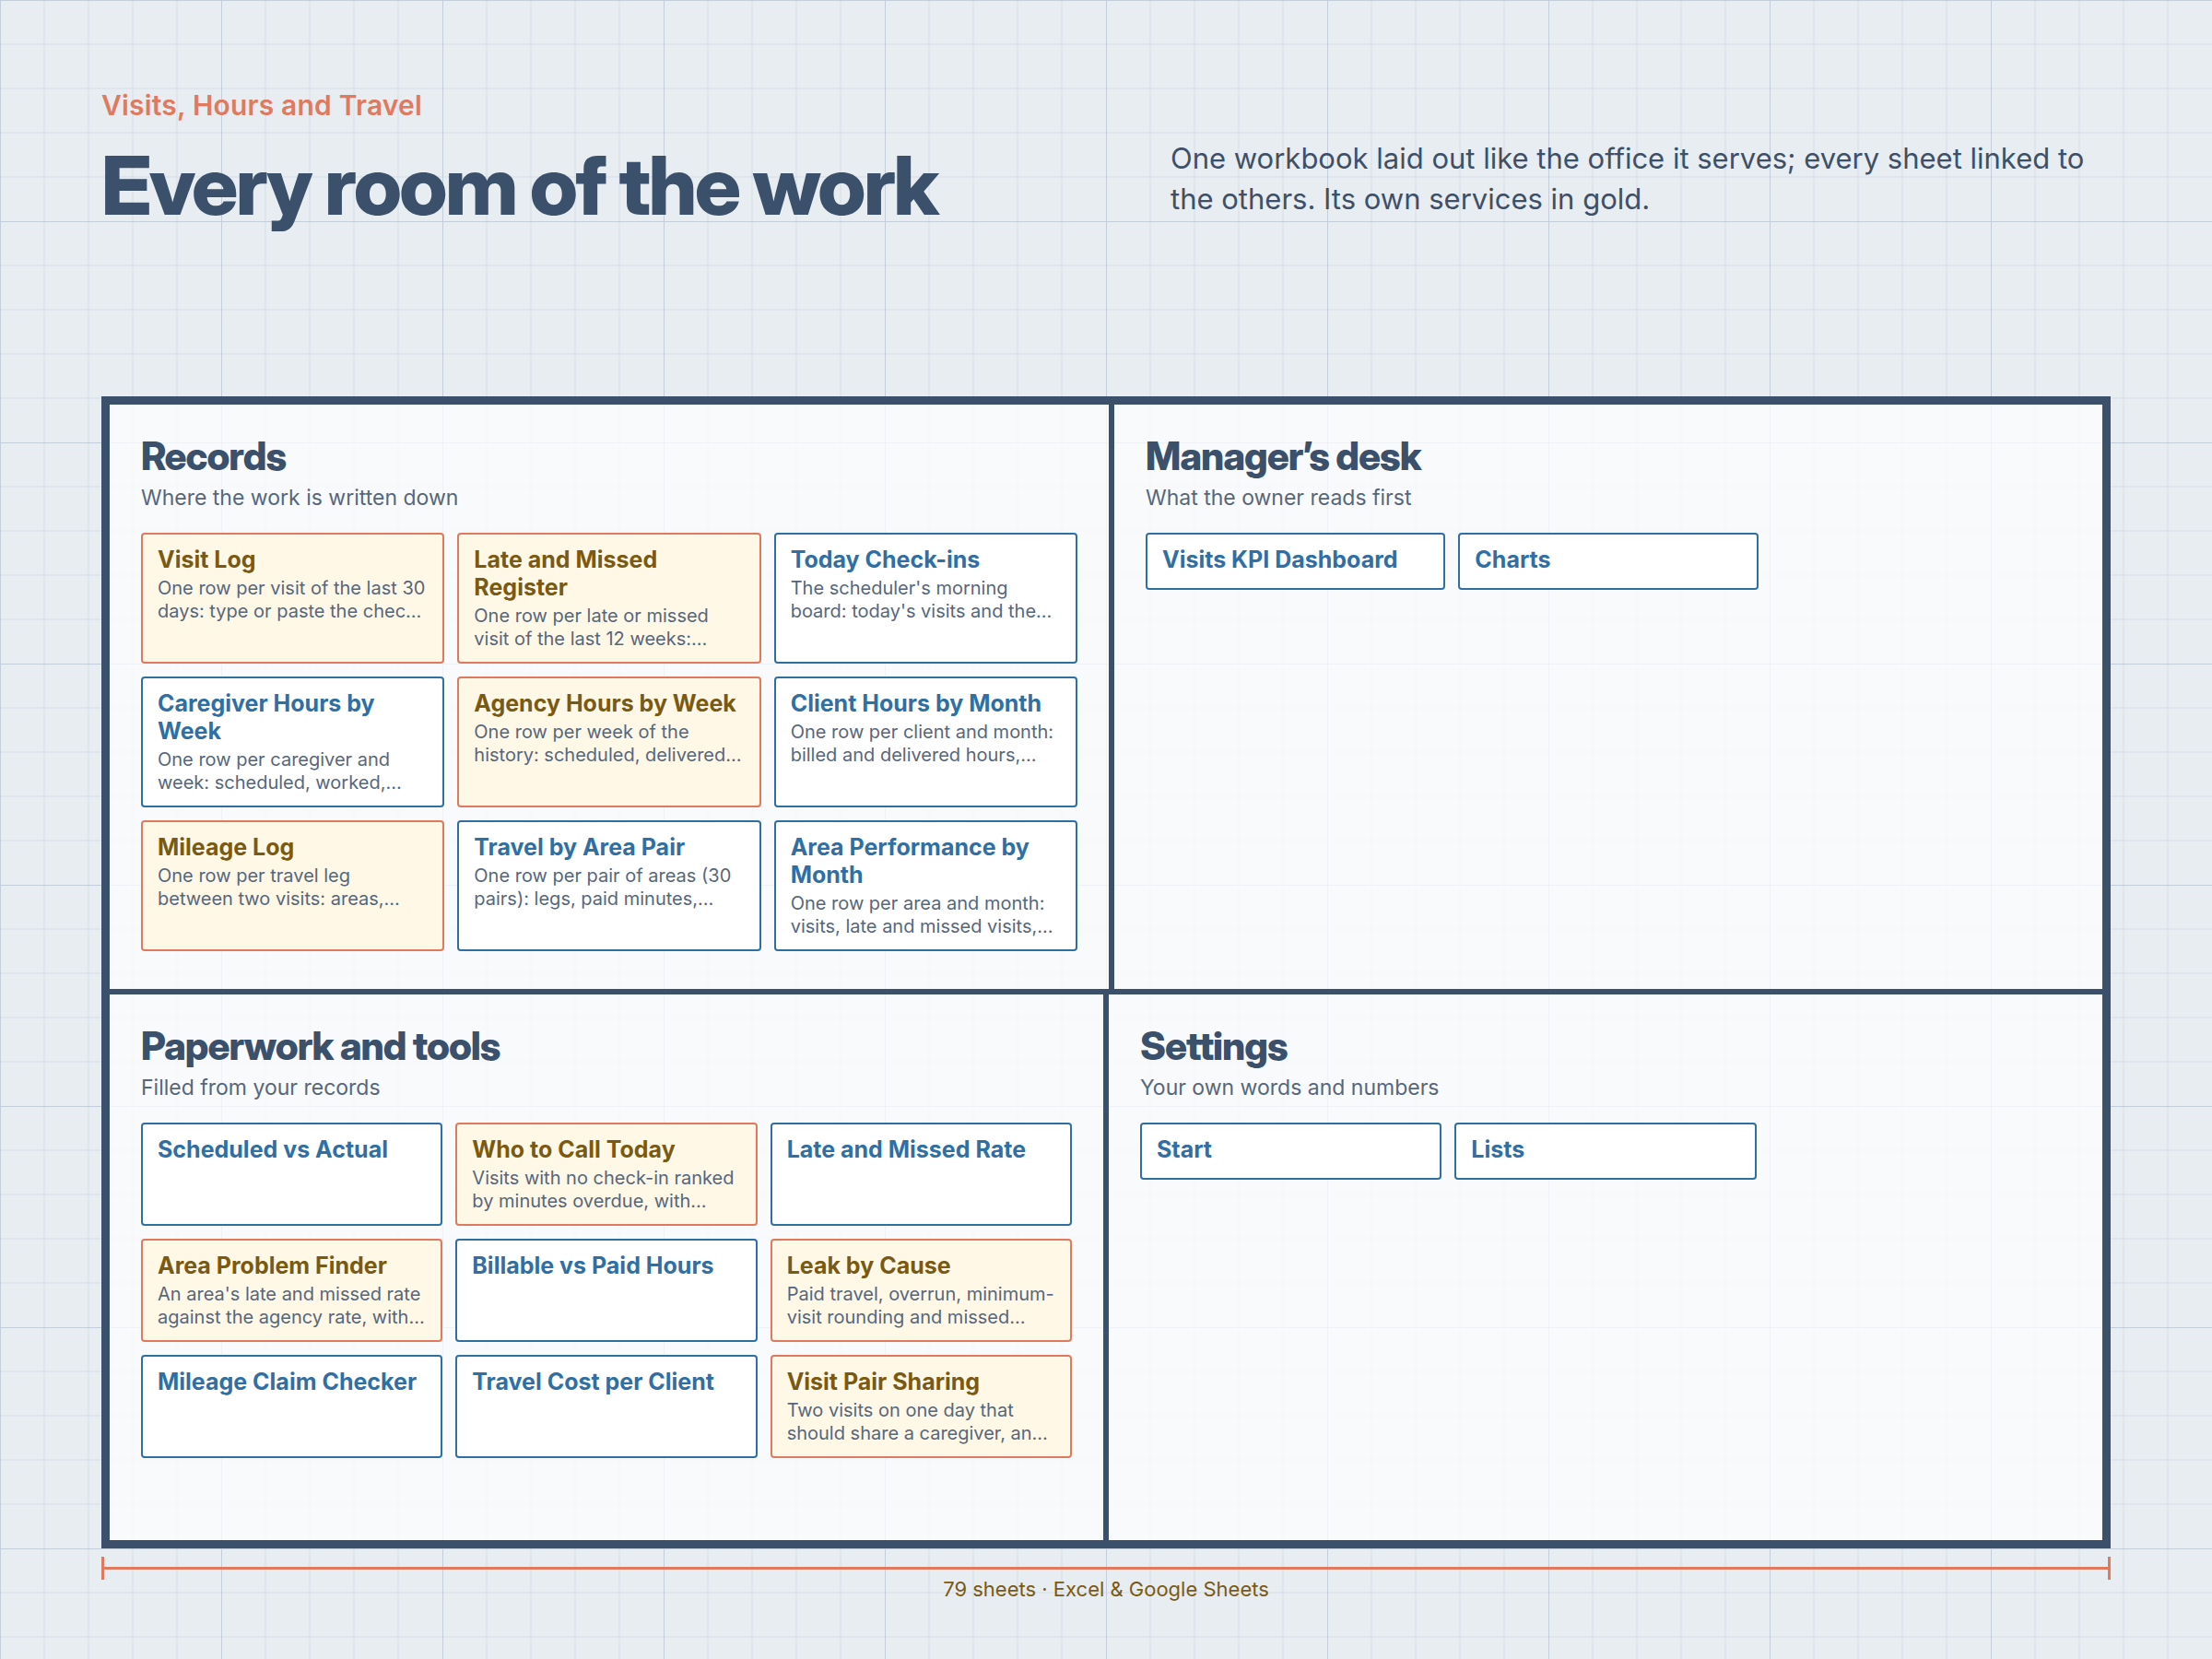 Visits, Hours and Travel
Every room of the work
One workbook laid out like the office it serves; every sheet linked to
the others. Its own services in gold.
Records
Where the work is written down
Visit Log
One row per visit of the last 30
days: type or paste the chec...
Late and Missed
Register
One row per late or missed
visit of the last 12 weeks:...
Today Check-ins
The scheduler's morning
board: today's visits and the...
Caregiver Hours by
Week
One row per caregiver and
week: scheduled, worked,...
Agency Hours by Week
One row per week of the
history: scheduled, delivered...
Client Hours by Month
One row per client and month:
billed and delivered hours,...
Mileage Log
One row per travel leg
between two visits: areas,...
Travel by Area Pair
One row per pair of areas (30
pairs): legs, paid minutes,...
Area Performance by
Month
One row per area and month:
visits, late and missed visits,...
Manager’s desk
What the owner reads first
Visits KPI Dashboard
Charts
Paperwork and tools
Filled from your records
Scheduled vs Actual
Who to Call Today
Visits with no check-in ranked
by minutes overdue, with...
Late and Missed Rate
Area Problem Finder
An area's late and missed rate
against the agency rate, with...
Billable vs Paid Hours
Leak by Cause
Paid travel, overrun, minimum-
visit rounding and missed...
Mileage Claim Checker
Travel Cost per Client
Visit Pair Sharing
Two visits on one day that
should share a caregiver, an...
Settings
Your own words and numbers
Start
Lists
79 sheets · Excel & Google Sheets